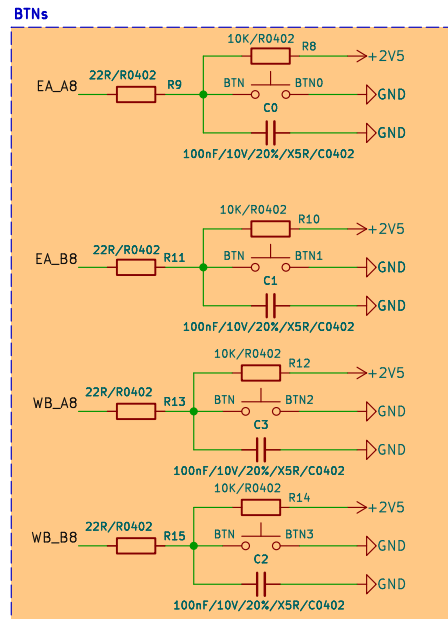 BTNs
10K/R0402 R8 +2V5
22R/R0402
EA_A8 R9 BTN BTN0 GND
C0 GND
100nF/10V/20%/X5R/C0402
10K/R0402 R10 +2V5
22R/R0402
EA_B8 R11 BTN BTN1 GND
C1 GND
100nF/10V/20%/X5R/C0402
10K/R0402 R12 +2V5
22R/R0402
WB_A8 R13 BTN BTN2 GND
C3 GND
100nF/10V/20%/X5R/C0402
10K/R0402 R14 +2V5
22R/R0402
WB_B8 R15 BTN BTN3 GND
C2 GND
100nF/10V/20%/X5R/C0402